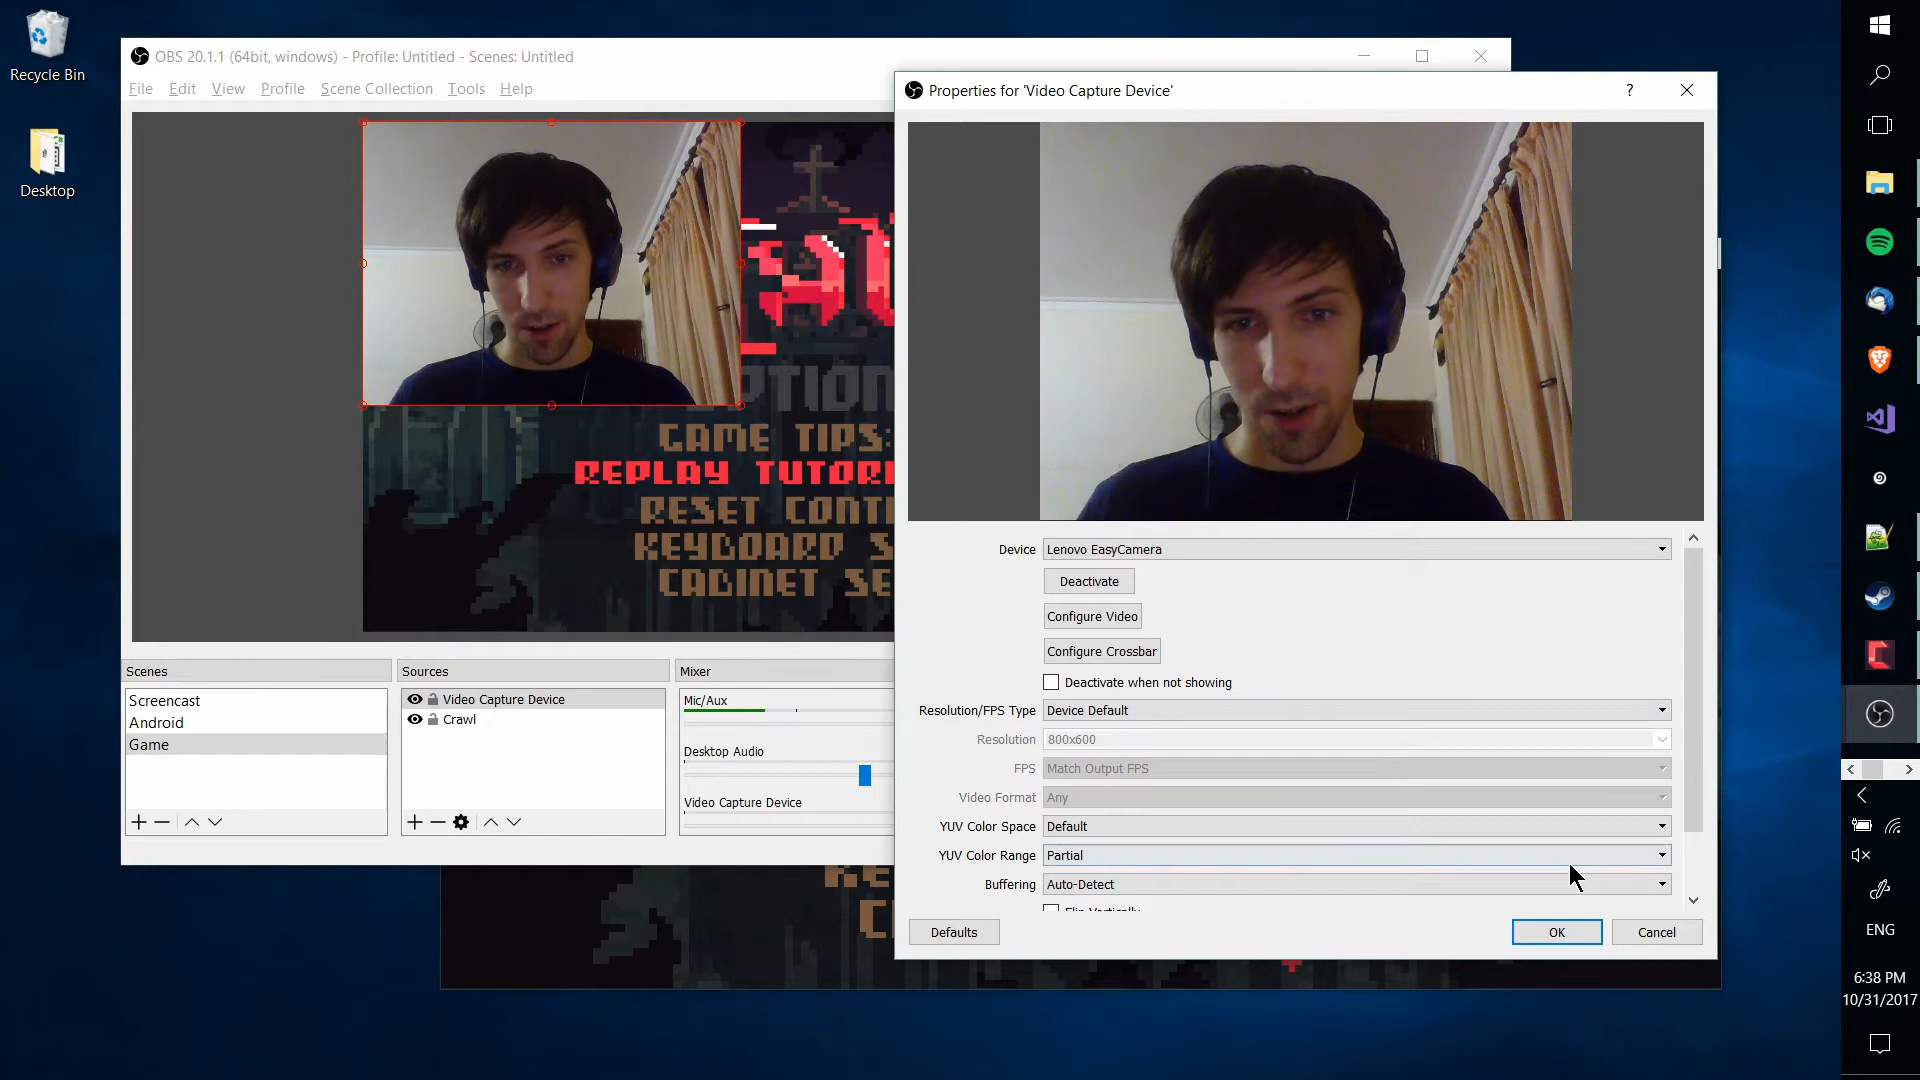 Recycle Bin
Desktop
OBS 20.1.1 (64bit, windows) - Profile: Untitled - Scenes: Untitled
File Edit View Profile Scene Collection Tools Help
GAME TIPS:
REPLAY
RESET
KEYBOARD
CABINET
Scenes
Screencast
Android
Game
Sources
Video Capture Device
Crawl
Mixer
Mic/Aux
Desktop Audio
Video Capture Device
Properties for 'Video Capture Device'
?
Device Lenovo EasyCamera
Deactivate
Configure Video
Configure Crossbar
Deactivate when not showing
Resolution/FPS Type Device Default
Resolution 800x600
FPS Match Output FPS
Video Format Any
YUV Color Space Default
YUV Color Range Partial
Buffering Auto-Detect
Flip Vertically
Defaults OK Cancel
ENG
6:38 PM
10/31/2017